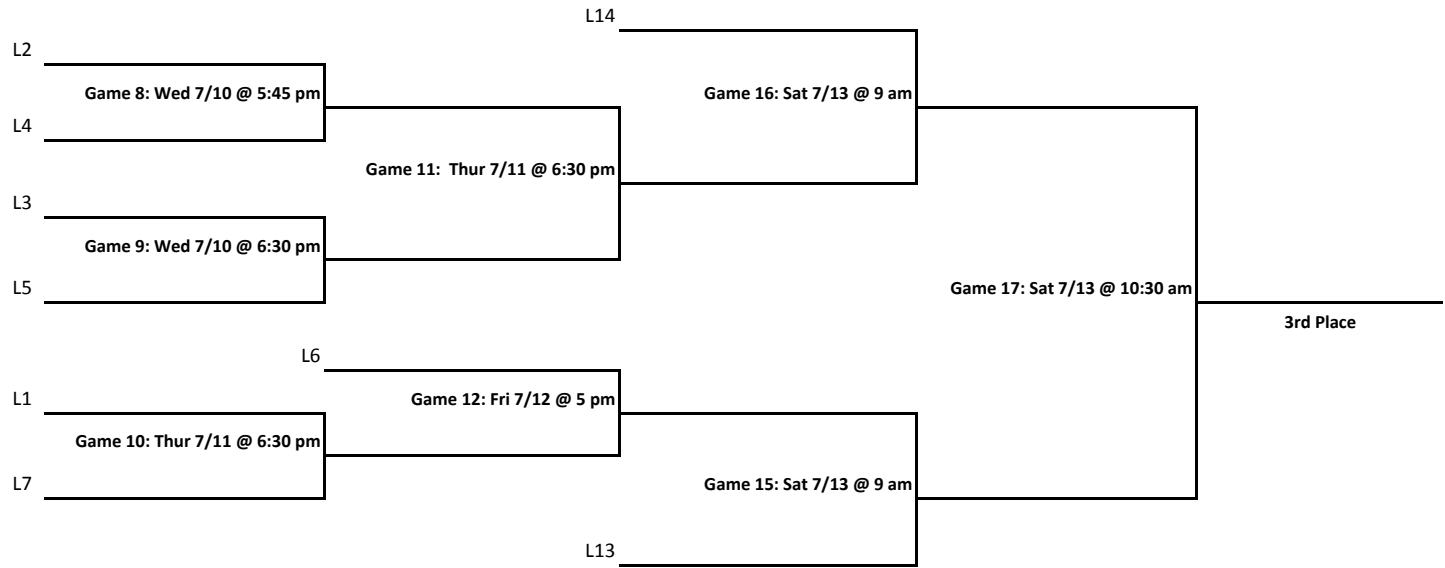 L14
L2
Game 8: Wed 7/10 @ 5:45 pm
Game 16: Sat 7/13 @ 9 am
L4
Game 11:  Thur 7/11 @ 6:30 pm
L3
Game 9: Wed 7/10 @ 6:30 pm
L5
Game 17: Sat 7/13 @ 10:30 am
3rd Place
L6
L1
Game 12: Fri 7/12 @ 5 pm
Game 10: Thur 7/11 @ 6:30 pm
L7
Game 15: Sat 7/13 @ 9 am
L13